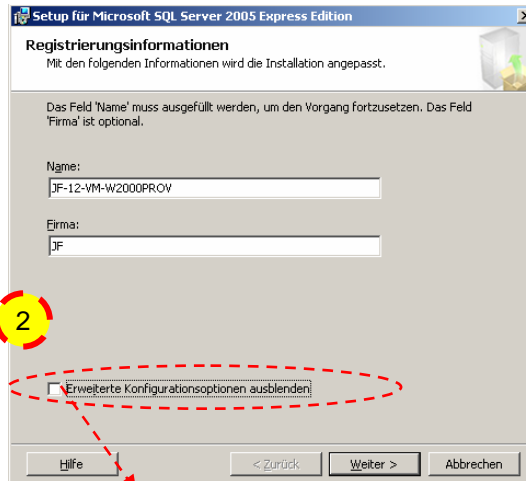 Setup für Microsoft SQL Server 2005 Express Edition
Registrierungsinformationen
Mit den folgenden Informationen wird die Installation angepasst.
Das Feld 'Name' muss ausgefüllt werden, um den Vorgang fortzusetzen. Das Feld
'Firma' ist optional.
Name:
JF-12-VM-W2000PROV
Firma:
JF
2
Erweiterte Konfigurationsoptionen ausblenden
Hilfe
< Zurück
Weiter >
Abbrechen